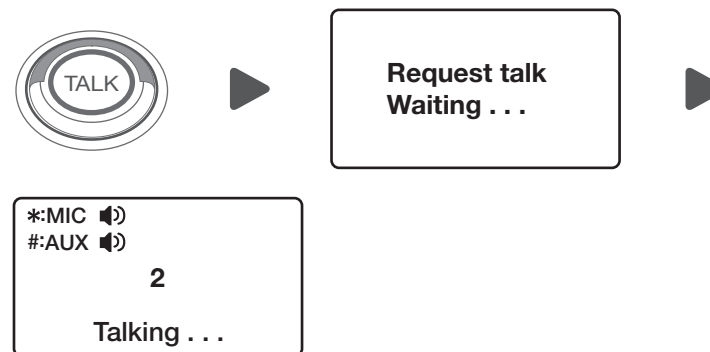 TALK
Request talk
Waiting . . .
*:MIC
#:AUX
2
Talking . . .